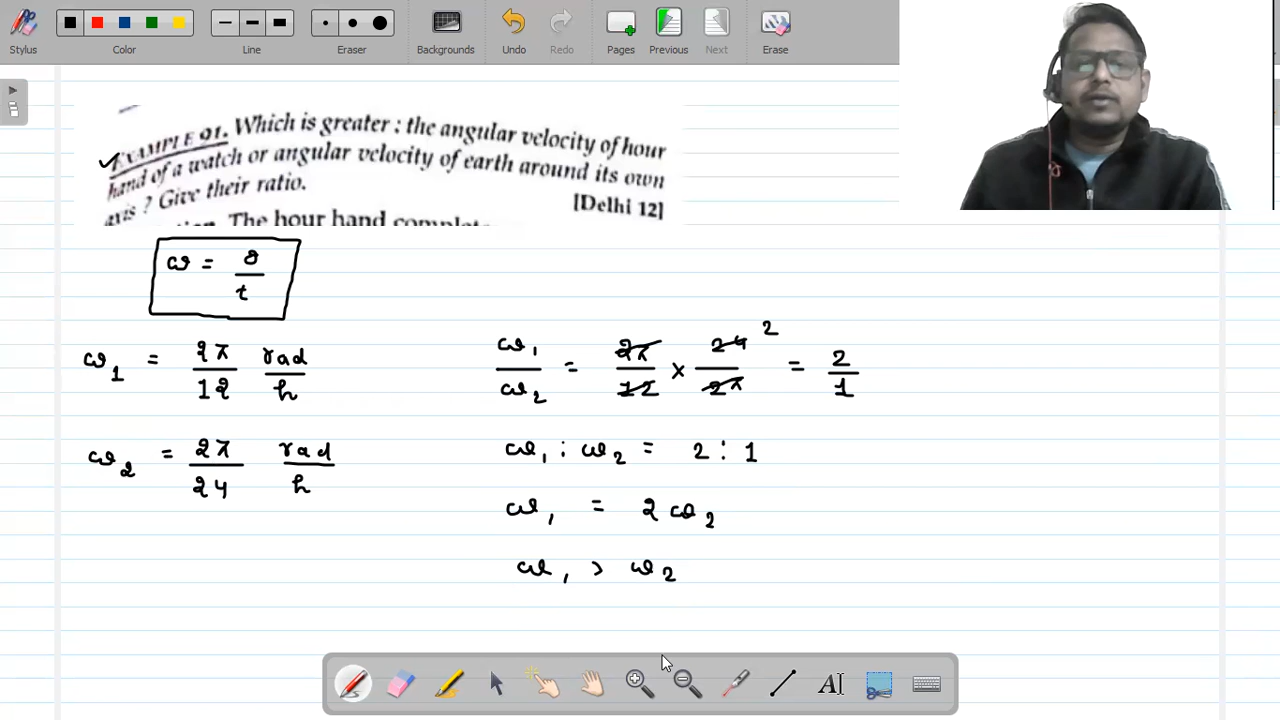 Stylus Color Line Eraser Backgrounds Undo Redo Pages Previous Next Erase
EXAMPLE 91. Which is greater : the angular velocity of hour
hand of a watch or angular velocity of earth around its own
axis ? Give their ratio.
[Delhi 12]
The hour hand
ω = θ / t
ω1 = 2π/12 rad/h
ω1/ω2 = 2π/12 × 24/2π 2 = 2/1
ω2 = 2π/24 rad/h
ω1 : ω2 = 2 : 1
ω1 = 2ω2
ω1 > ω2